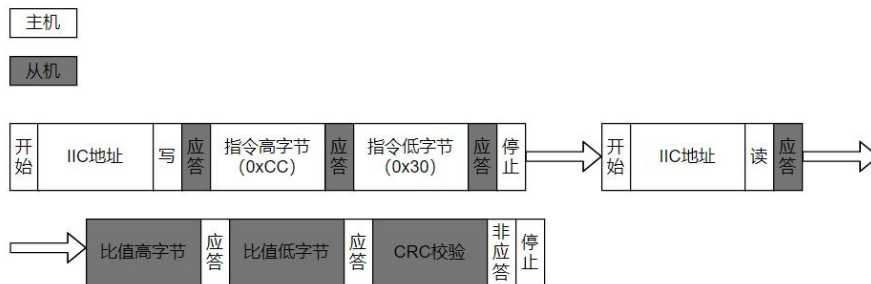 主机
从机
开始 IIC地址 写 应答 指令高字节（0xCC） 应答 指令低字节（0x30） 应答 停止 开始 IIC地址 读 应答
比值高字节 应答 比值低字节 应答 CRC校验 非应答 停止